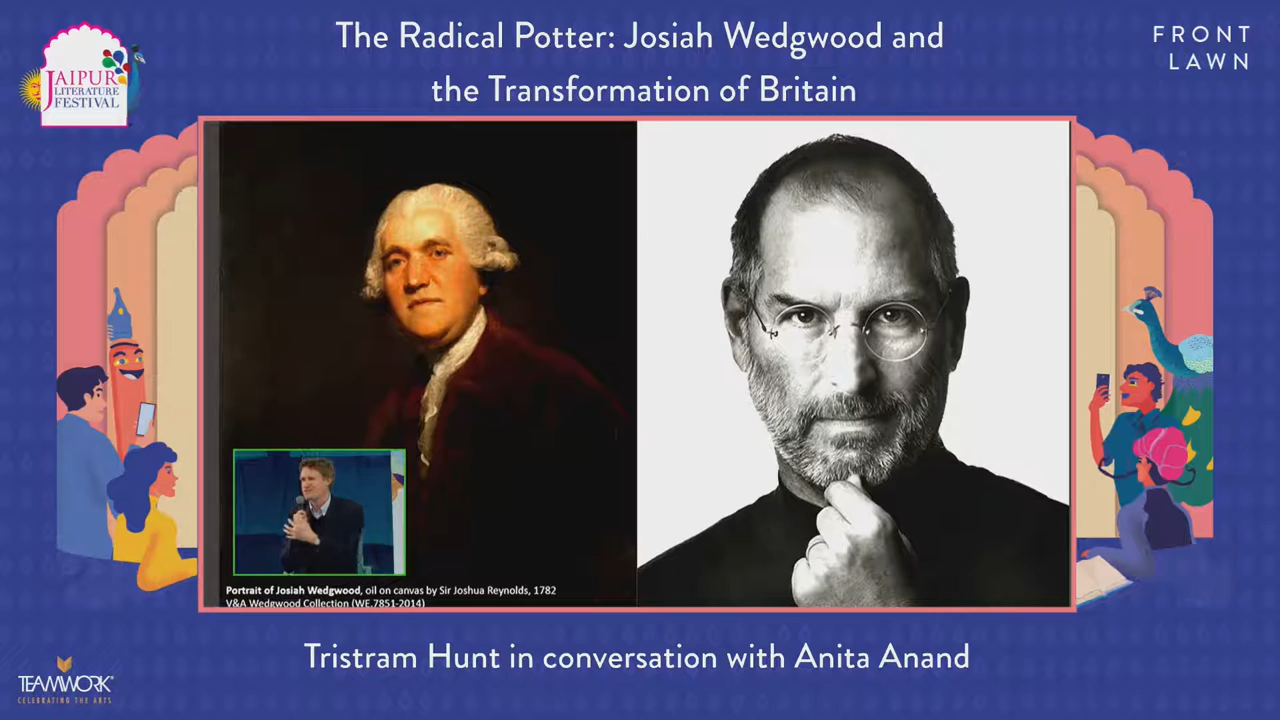 The Radical Potter: Josiah Wedgwood and
the Transformation of Britain
FRONT
LAWN
JAIPUR
LITERATURE
FESTIVAL
Portrait of Josiah Wedgwood, oil on canvas by Sir Joshua Reynolds, 1782
V&A Wedgwood Collection (WE.7851-2014)
Tristram Hunt in conversation with Anita Anand
TEAMWORK
CELEBRATING THE ARTS